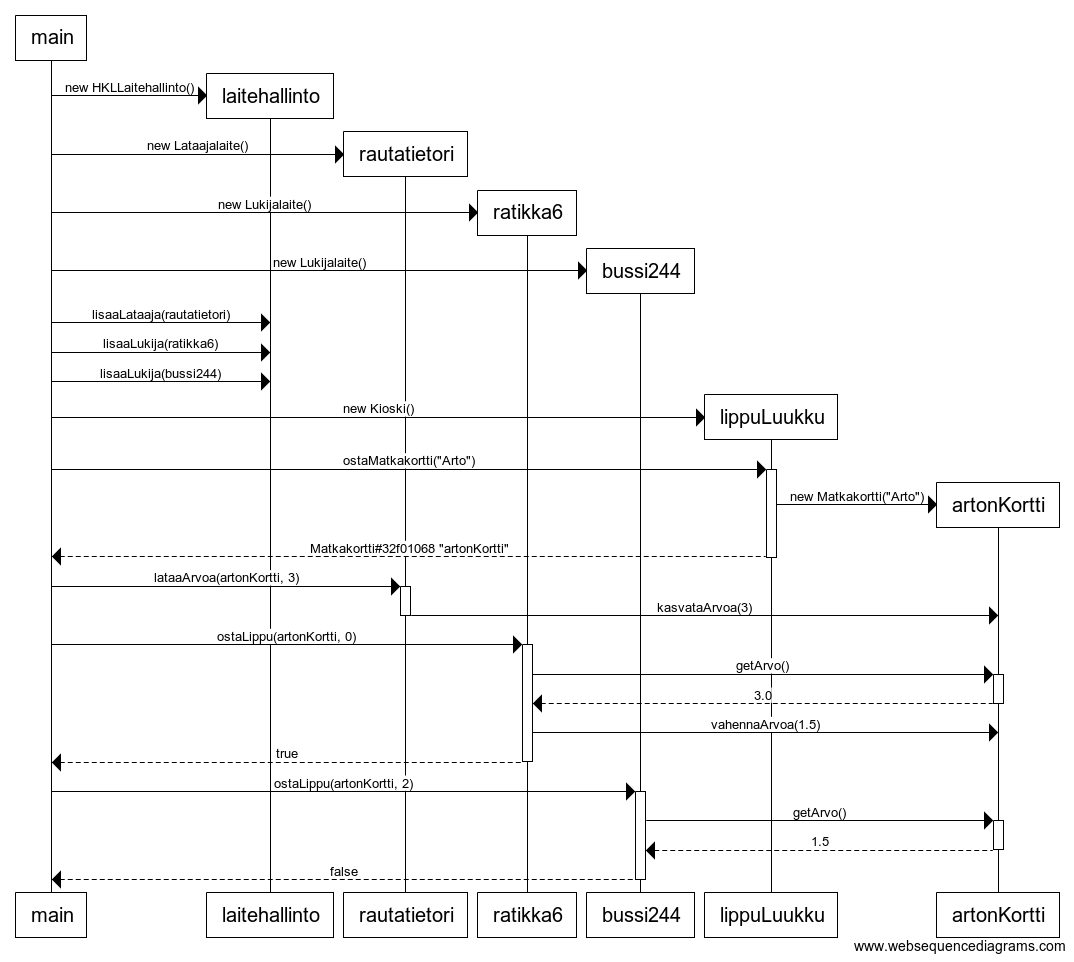 main
new HKLLaitehallinto()
laitehallinto
new Lataajalaite()
rautatietori
new Lukijalaite()
ratikka6
new Lukijalaite()
bussi244
lisaaLataaja(rautatietori)
lisaaLukija(ratikka6)
lisaaLukija(bussi244)
new Kioski()
lippuLuukku
ostaMatkakortti("Arto")
new Matkakortti("Arto")
artonKortti
Matkakortti#32f01068 "artonKortti"
lataaArvoa(artonKortti, 3)
kasvataArvoa(3)
ostaLippu(artonKortti, 0)
getArvo()
3.0
vahennaArvoa(1.5)
true
ostaLippu(artonKortti, 2)
getArvo()
1.5
false
main
laitehallinto
rautatietori
ratikka6
bussi244
lippuLuukku
artonKortti
www.websequencediagrams.com